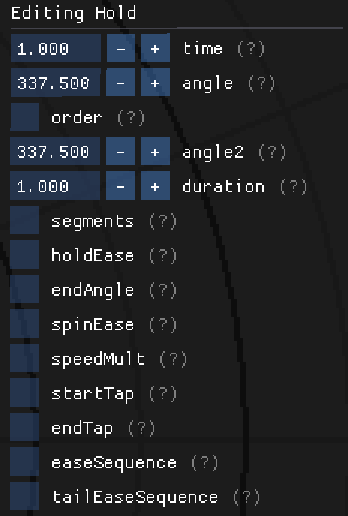 Editing Hold
1.000 - + time (?)
337.500 - + angle (?)
order (?)
337.500 - + angle2 (?)
1.000 - + duration (?)
segments (?)
holdEase (?)
endAngle (?)
spinEase (?)
speedMult (?)
startTap (?)
endTap (?)
easeSequence (?)
tailEaseSequence (?)